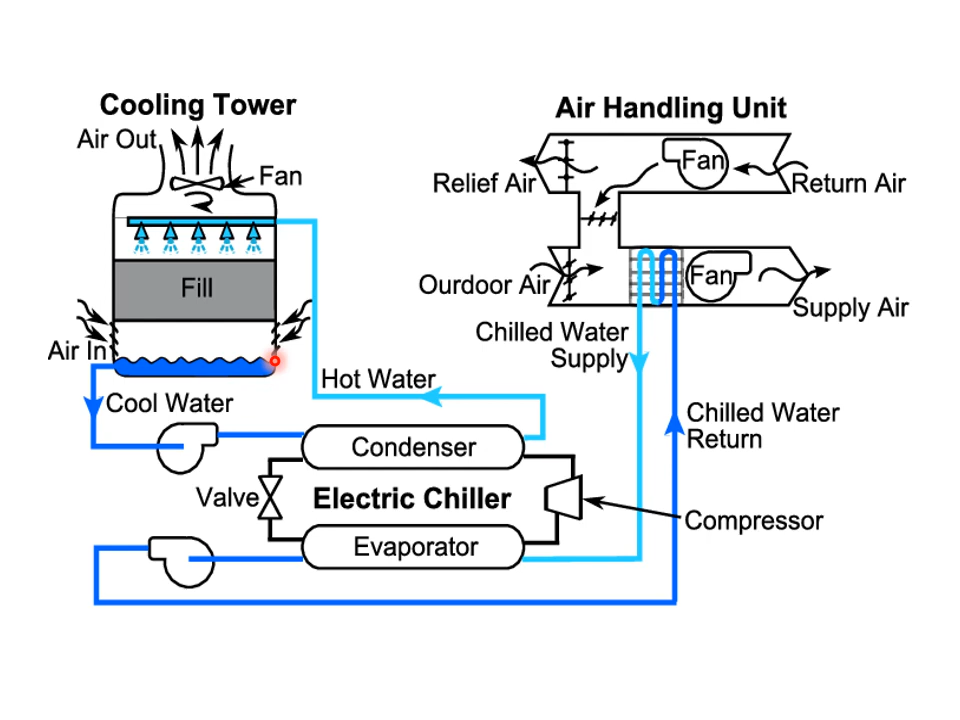 Cooling Tower
Air Out
Fan
Fill
Air In
Cool Water
Hot Water
Air Handling Unit
Relief Air
Fan
Return Air
Ourdoor Air
Fan
Supply Air
Chilled Water
Supply
Chilled Water
Return
Condenser
Valve
Electric Chiller
Compressor
Evaporator